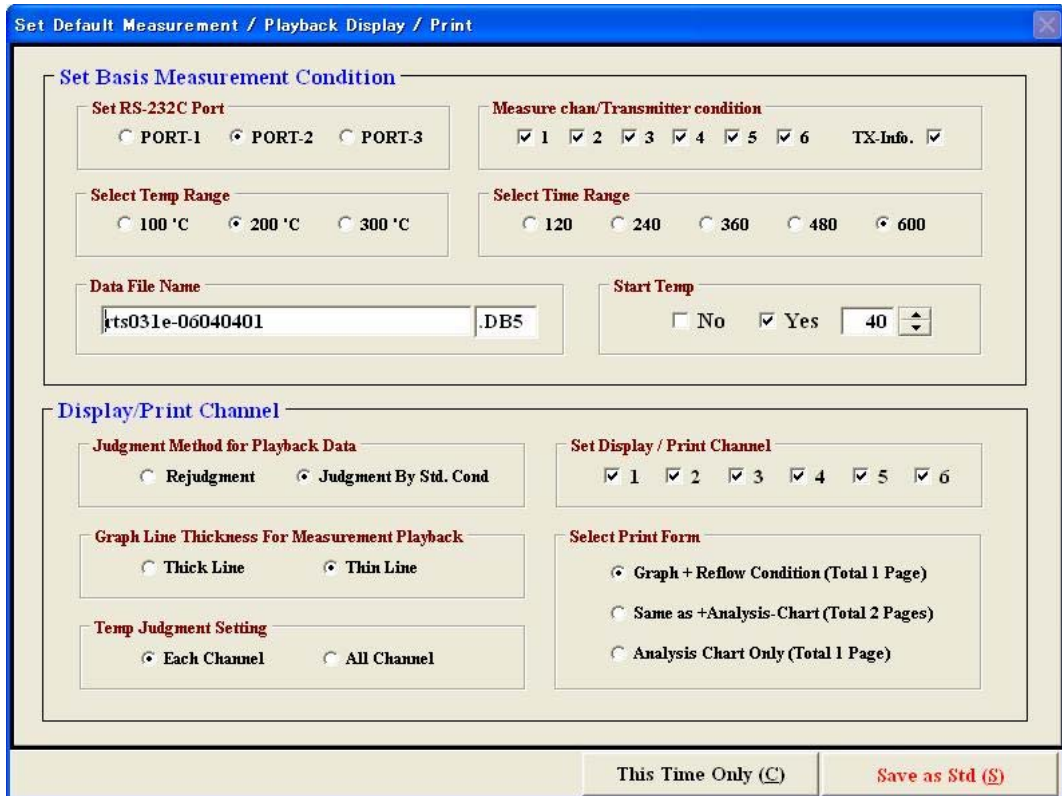 Set Default Measurement / Playback Display / Print
Set Basis Measurement Condition
Set RS-232C Port
PORT-1 PORT-2 PORT-3
Measure chan/Transmitter condition
1 2 3 4 5 6 TX-Info.
Select Temp Range
100 'C 200 'C 300 'C
Select Time Range
120 240 360 480 600
Data File Name
rts031e-06040401 .DB5
Start Temp
No Yes 40
Display/Print Channel
Judgment Method for Playback Data
Rejudgment Judgment By Std. Cond
Set Display / Print Channel
1 2 3 4 5 6
Graph Line Thickness For Measurement Playback
Thick Line Thin Line
Select Print Form
Graph + Reflow Condition (Total 1 Page)
Same as +Analysis-Chart (Total 2 Pages)
Analysis Chart Only (Total 1 Page)
Temp Judgment Setting
Each Channel All Channel
This Time Only (C) Save as Std (S)